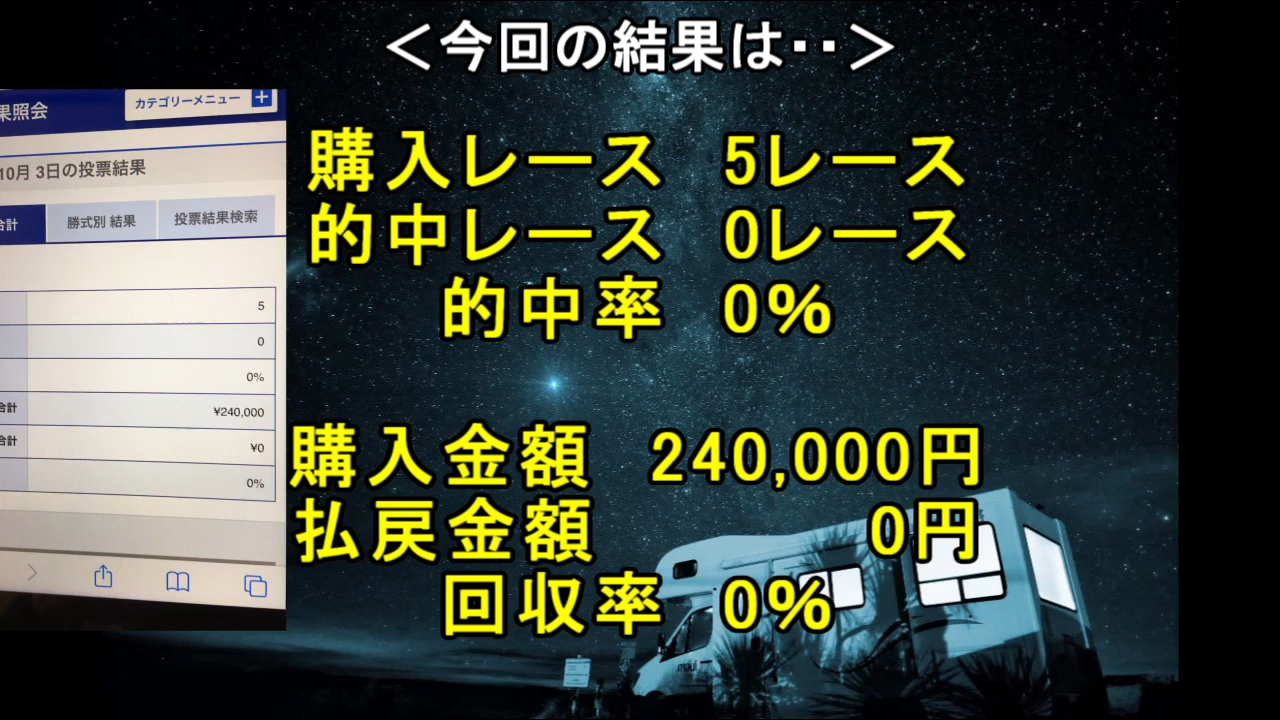 ＜今回の結果は‥＞
果照会
カテゴリーメニュー +
10月 3日の投票結果
合計 勝式別 結果 投票結果検索
5
0
0%
合計 ¥240,000
合計 ¥0
0%
購入レース 5レース
的中レース 0レース
的中率 0%
購入金額 240,000円
払戻金額 0円
回収率 0%
maui